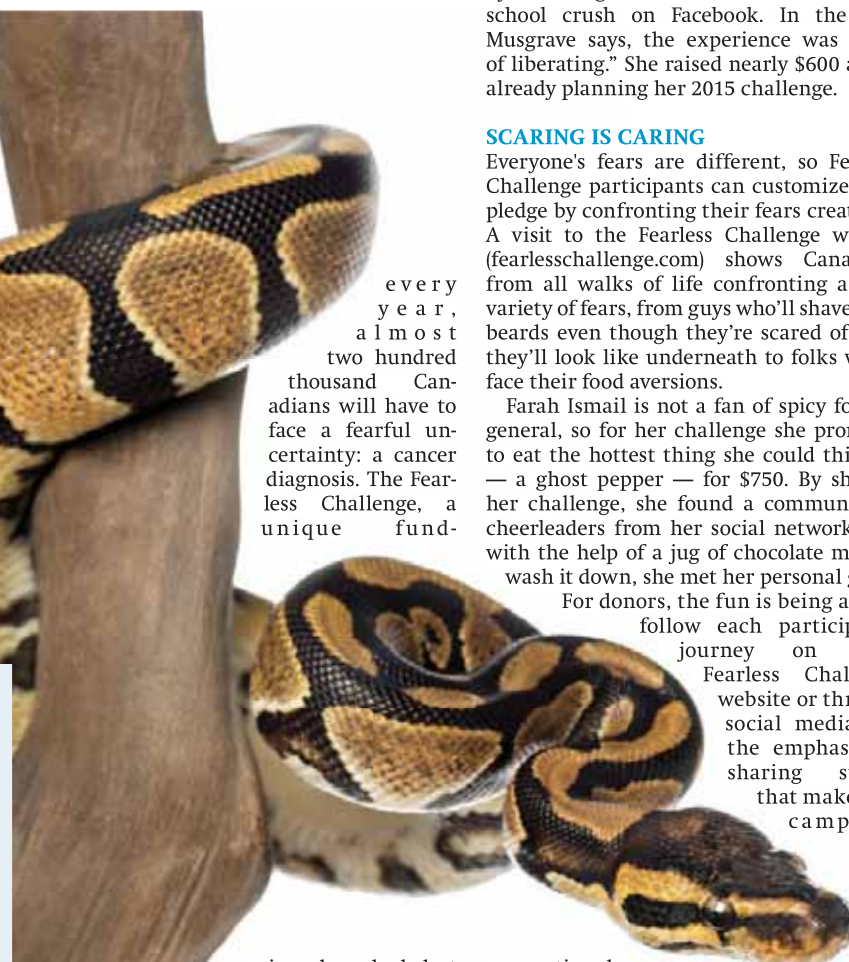 every
year,
almost
two hundred
thousand Can-
adians will have to
face a fearful un-
certainty: a cancer
diagnosis. The Fear-
less Challenge, a
unique fund-
school crush on Facebook. In the
Musgrave says, the experience was
of liberating.” She raised nearly $600
already planning her 2015 challenge.
SCARING IS CARING
Everyone's fears are different, so
Challenge participants can customize
pledge by confronting their fears
A visit to the Fearless Challenge
(fearlesschallenge.com) shows
from all walks of life confronting a
variety of fears, from guys who’ll shave
beards even though they’re scared of
they’ll look like underneath to folks
face their food aversions.
Farah Ismail is not a fan of spicy
general, so for her challenge she
to eat the hottest thing she could
— a ghost pepper — for $750. By
her challenge, she found a
cheerleaders from her social network
with the help of a jug of chocolate
wash it down, she met her personal
For donors, the fun is being
follow each
journey on
Fearless
website or
social media
the
sharing
that make